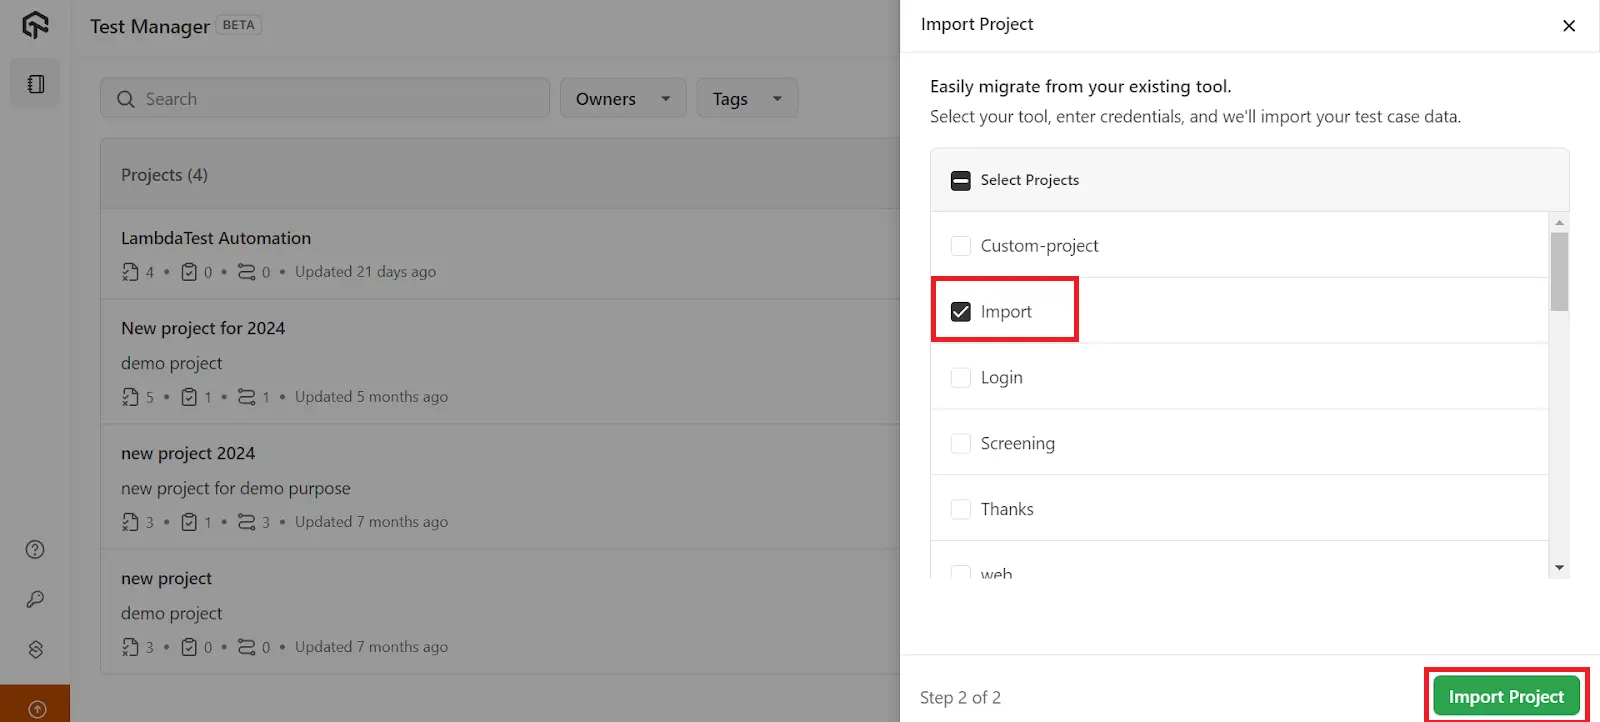 Test Manager BETA
Search
Owners
Tags
Projects (4)
LambdaTest Automation
4 • 0 • 0 • Updated 21 days ago
New project for 2024
demo project
5 • 1 • 1 • Updated 5 months ago
new project 2024
new project for demo purpose
3 • 1 • 3 • Updated 7 months ago
new project
demo project
3 • 0 • 0 • Updated 7 months ago
Import Project
Easily migrate from your existing tool.
Select your tool, enter credentials, and we'll import your test case data.
Select Projects
Custom-project
Import
Login
Screening
Thanks
web
Step 2 of 2
Import Project